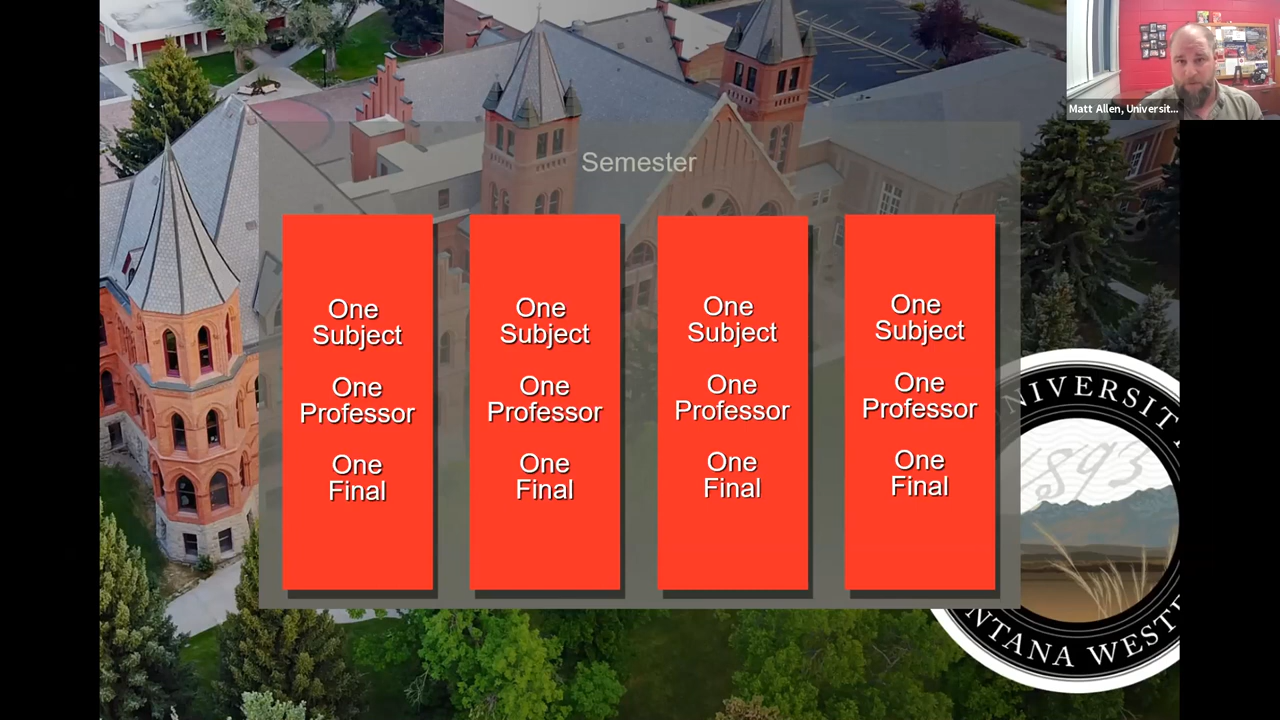 Matt Allen, Universit...
Semester
One
Subject
One
Professor
One
Final
One
Subject
One
Professor
One
Final
One
Subject
One
Professor
One
Final
One
Subject
One
Professor
One
Final
NIVERSIT
1893
NTANA WEST